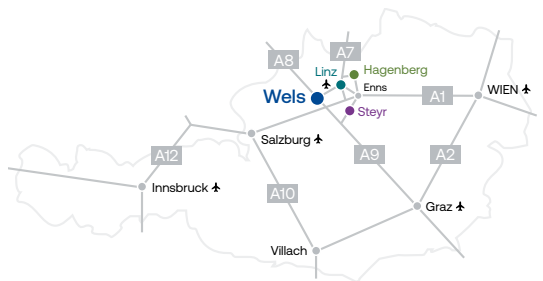 A7
A8
Linz
Hagenberg
Wels
Enns
A1
WIEN
Steyr
Salzburg
A12
A9
A2
Innsbruck
A10
Graz
Villach